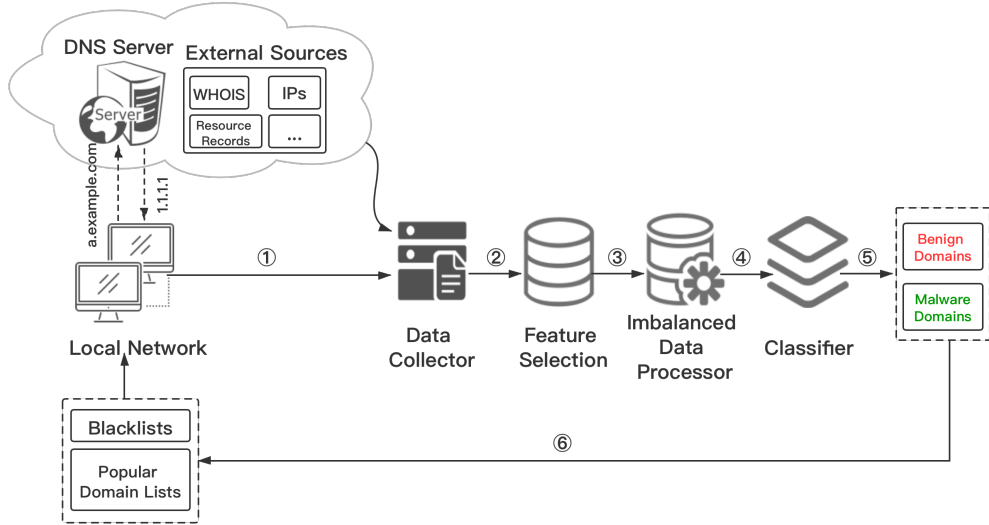 DNS Server
External Sources
WHOIS
IPs
Resource
Records
...
Server
a.example.com
1.1.1.1
①
②
③
④
⑤
Benign
Domains
Malware
Domains
Local Network
Data
Collector
Feature
Selection
Imbalanced
Data
Processor
Classifier
Blacklists
Popular
Domain Lists
⑥